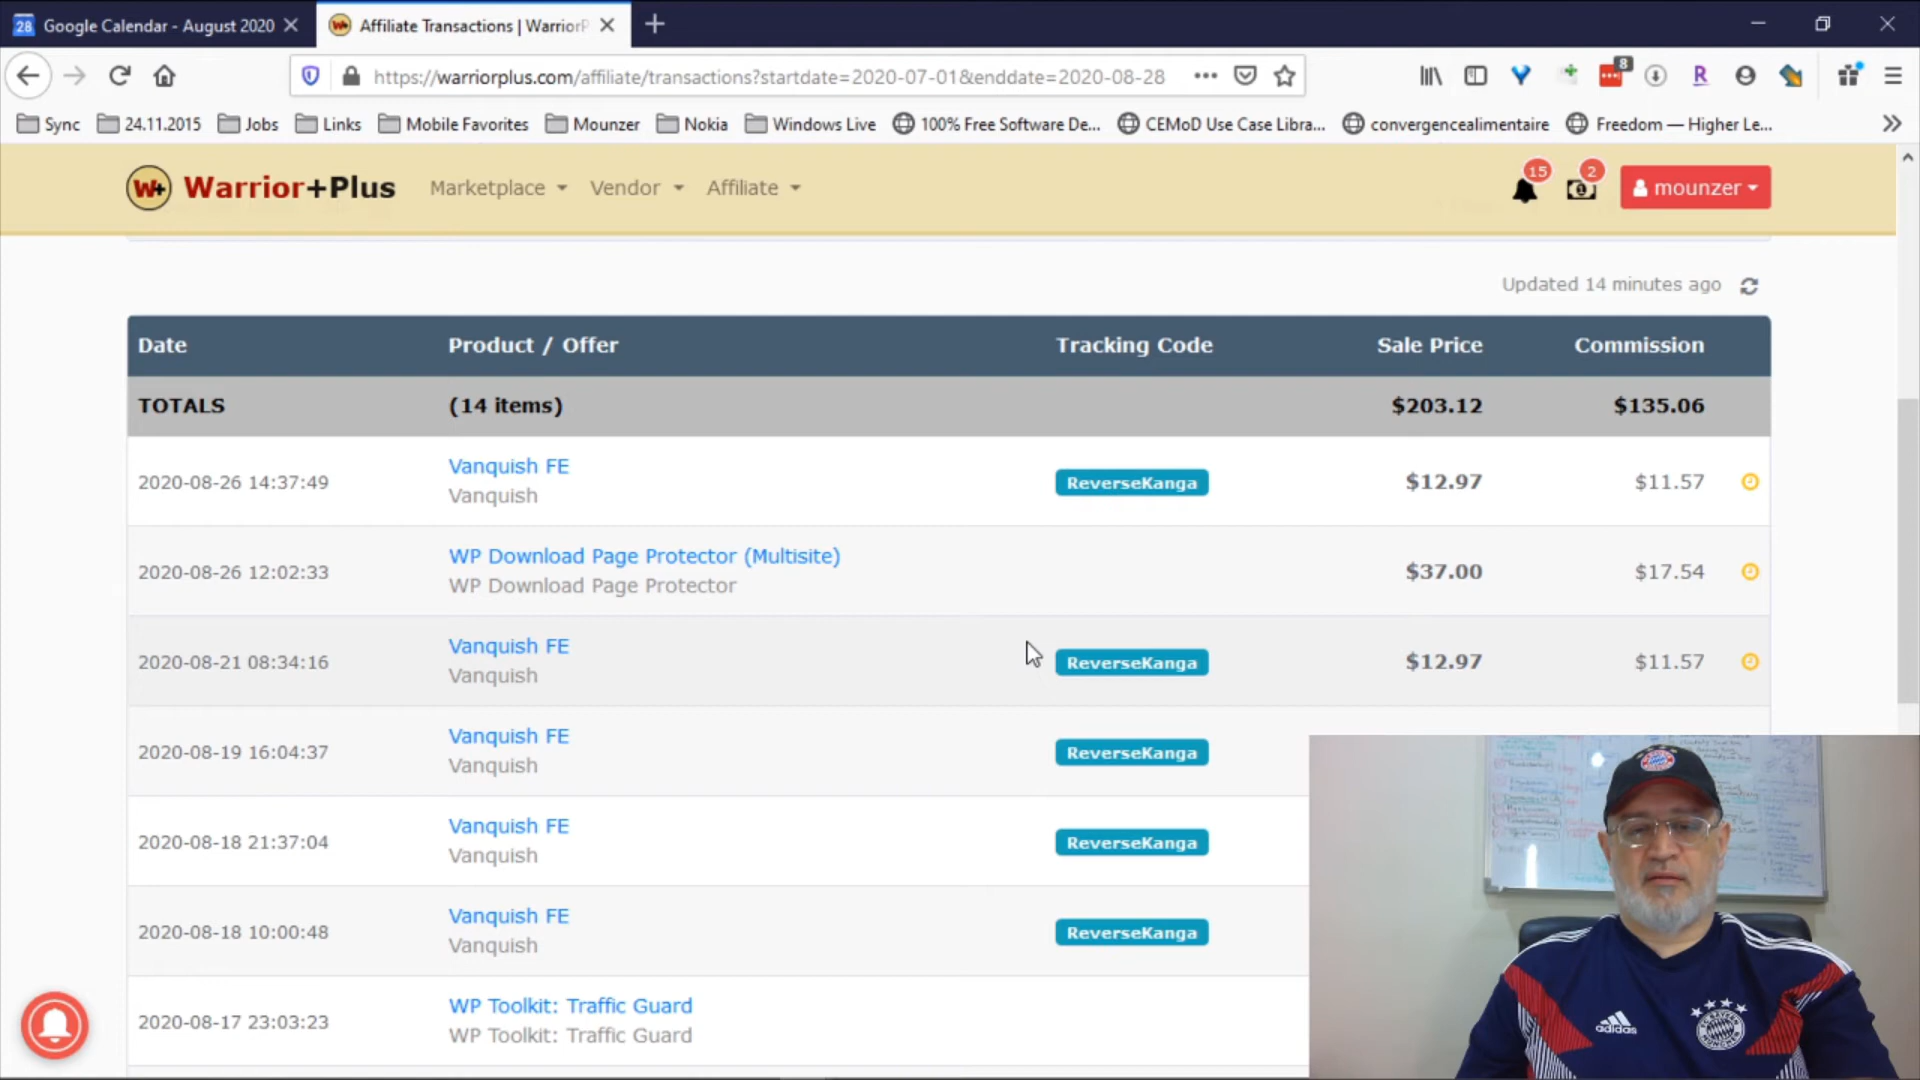 28 Google Calendar - August 2020
Affiliate Transactions | WarriorP
https://warriorplus.com/affiliate/transactions?startdate=2020-07-01&enddate=2020-08-28
8
R
Sync
24.11.2015
Jobs
Links
Mobile Favorites
Mounzer
Nokia
Windows Live
100% Free Software De...
CEMoD Use Case Libra...
convergencealimentaire
Freedom — Higher Le...
W+ Warrior+Plus
Marketplace
Vendor
Affiliate
15
2
mounzer
Updated 14 minutes ago
Date Product / Offer Tracking Code Sale Price Commission
TOTALS (14 items) $203.12 $135.06
2020-08-26 14:37:49 Vanquish FE ReverseKanga $12.97 $11.57
Vanquish
2020-08-26 12:02:33 WP Download Page Protector (Multisite) $37.00 $17.54
WP Download Page Protector
2020-08-21 08:34:16 Vanquish FE ReverseKanga $12.97 $11.57
Vanquish
2020-08-19 16:04:37 Vanquish FE ReverseKanga
Vanquish
2020-08-18 21:37:04 Vanquish FE ReverseKanga
Vanquish
2020-08-18 10:00:48 Vanquish FE ReverseKanga
Vanquish
2020-08-17 23:03:23 WP Toolkit: Traffic Guard
WP Toolkit: Traffic Guard
adidas